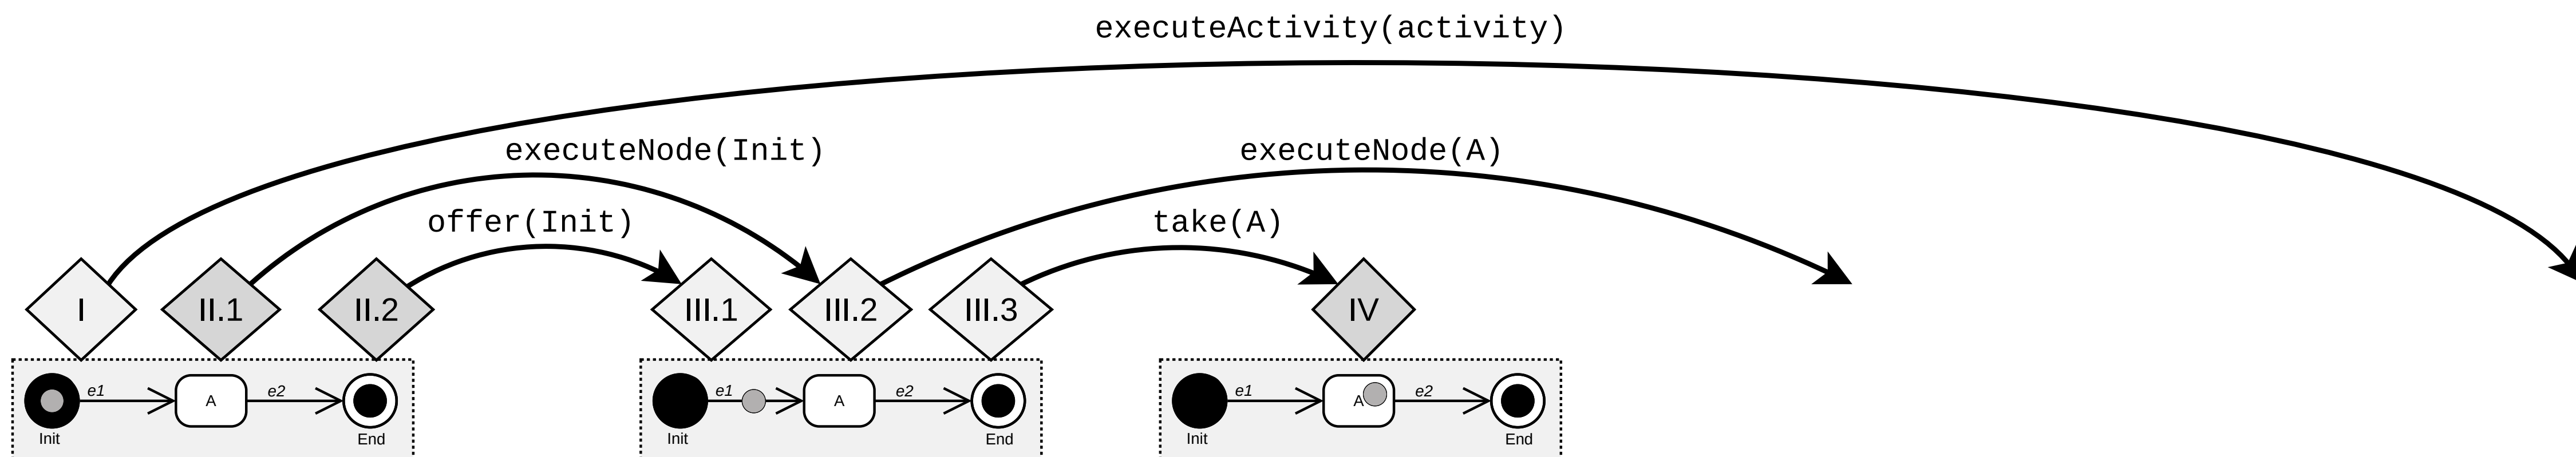 executeActivity(activity)
executeNode(Init)
executeNode(A)
offer(Init)
take(A)
I
II.1
II.2
III.1
III.2
III.3
IV
e1
A
e2
Init
End
e1
A
e2
Init
End
e1
A
e2
Init
End